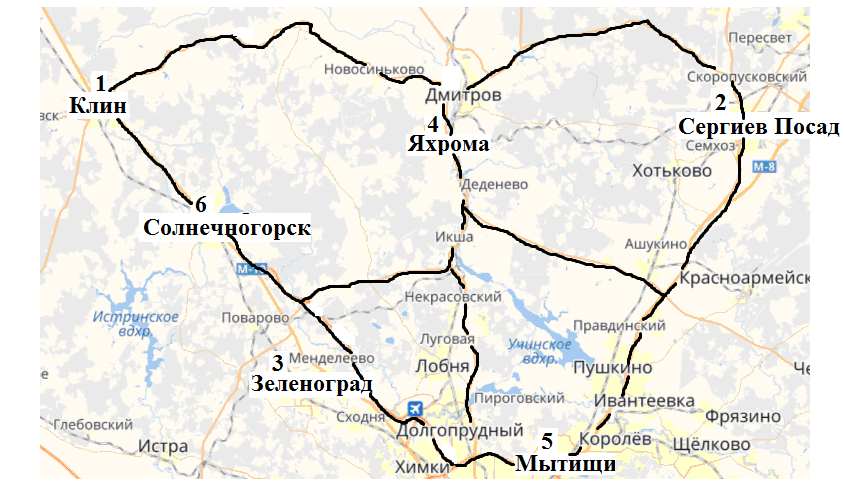 Пересвет
Новосиньково
Скоропусковский
1
Клин
Дмитров
2
Сергиев Посад
вск
4
Яхрома
Семхоз
М-8
Хотьково
Деденево
6
Солнечногорск
Икша
Ашукино
Красноармейск
Некрасовский
Истринское
вдхр.
Поварово
Правдинский
Луговая
Учинское
вдхр.
3
Менделеево
Лобня
Пушкино
Че
Зеленоград
Пироговский
Ивантеевка
Сходня
Фрязино
Глебовский
Долгопрудный
Истра
5
Королёв
Щёлково
Химки
Мытищи